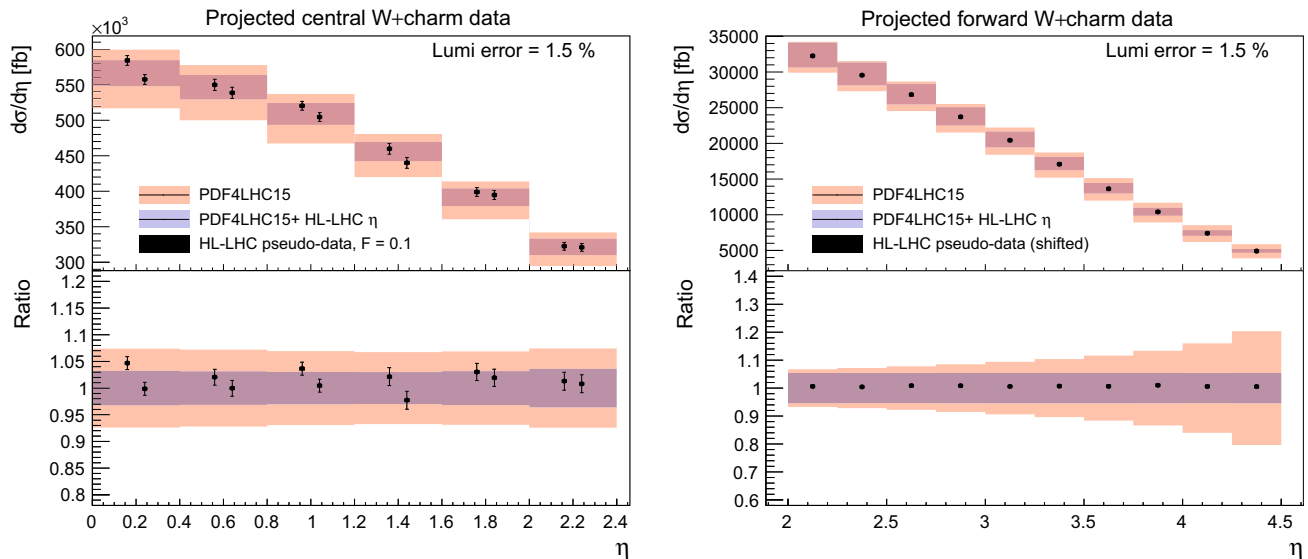 Projected central W+charm data
×10³
dσ/dη [fb]
Lumi error = 1.5 %
600
550
500
450
400
350
300
PDF4LHC15
PDF4LHC15+ HL-LHC η
HL-LHC pseudo-data, F = 0.1
Ratio
1.2
1.15
1.1
1.05
1
0.95
0.9
0.85
0.8
0 0.2 0.4 0.6 0.8 1 1.2 1.4 1.6 1.8 2 2.2 2.4
η
Projected forward W+charm data
dσ/dη [fb]
Lumi error = 1.5 %
35000
30000
25000
20000
15000
10000
5000
PDF4LHC15
PDF4LHC15+ HL-LHC η
HL-LHC pseudo-data (shifted)
Ratio
1.4
1.3
1.2
1.1
1
0.9
0.8
0.7
0.6
2 2.5 3 3.5 4 4.5
η